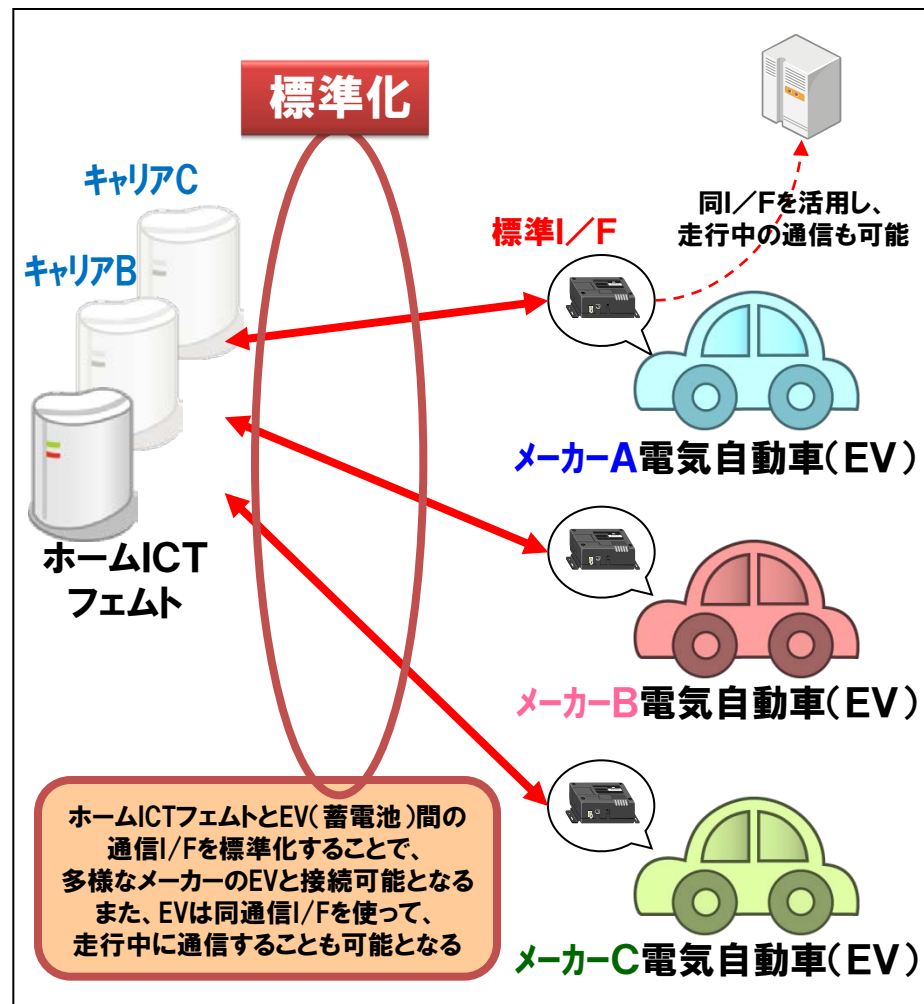 標準化
キャリアC
キャリアB
ホームICT
フェムト
標準I/F
同I/Fを活用し、
走行中の通信も可能
メーカーA電気自動車(EV)
メーカーB電気自動車(EV)
メーカーC電気自動車(EV)
ホームICTフェムトとEV(蓄電池)間の
通信I/Fを標準化することで、
多様なメーカーのEVと接続可能となる
また、EVは同通信I/Fを使って、
走行中に通信することも可能となる